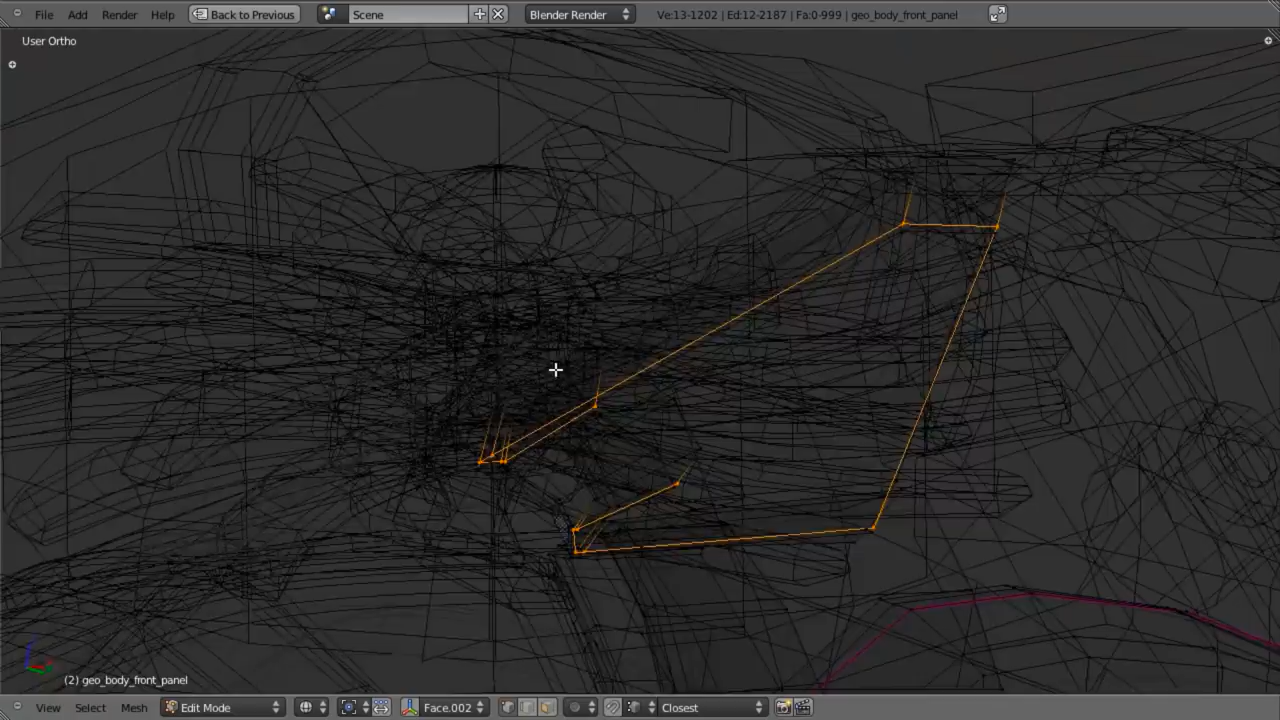 File Add Render Help Back to Previous Scene Blender Render Ve:13-1202 | Ed:12-2187 | Fa:0-999 | geo_body_front_panel
User Ortho
(2) geo_body_front_panel
View Select Mesh Edit Mode Face.002 Closest